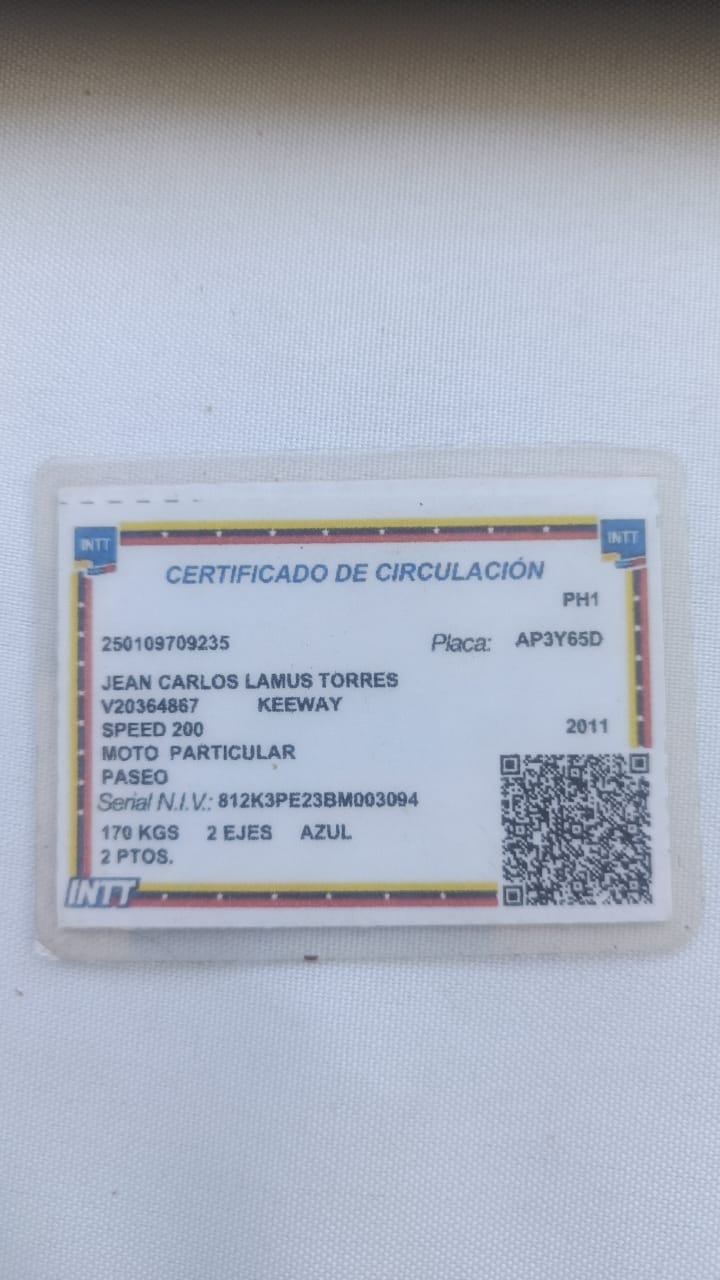 INTT INTT
CERTIFICADO DE CIRCULACIÓN
PH1
250109709235 Placa: AP3Y65D
JEAN CARLOS LAMUS TORRES
V20364867 KEEWAY
SPEED 200 2011
MOTO PARTICULAR
PASEO
Serial N.I.V.: 812K3PE23BM003094
170 KGS 2 EJES AZUL
2 PTOS.
INTT